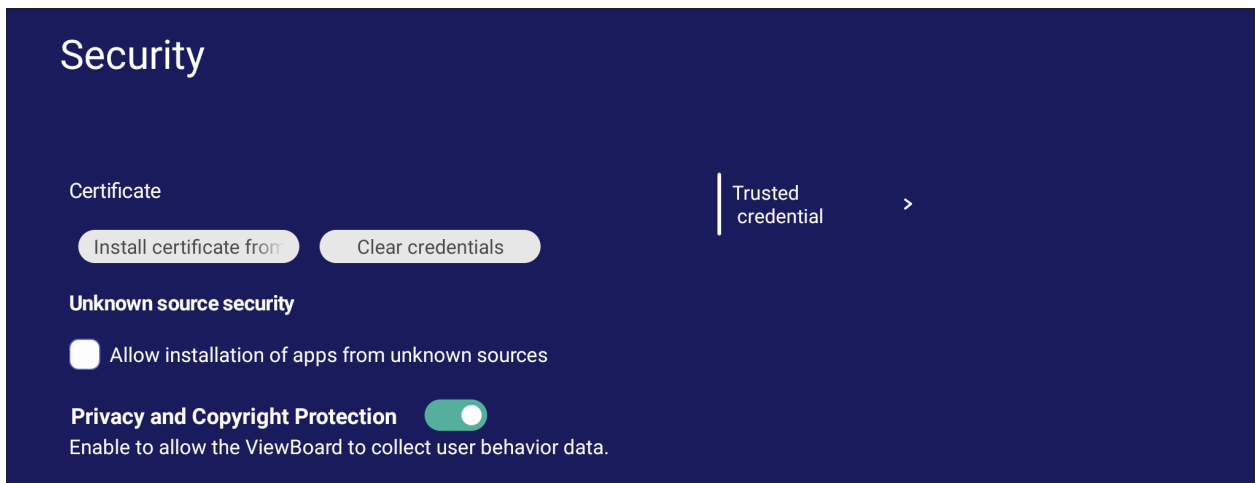 Security
Certificate
Install certificate from
Clear credentials
Trusted
credential
>
Unknown source security
Allow installation of apps from unknown sources
Privacy and Copyright Protection
Enable to allow the ViewBoard to collect user behavior data.